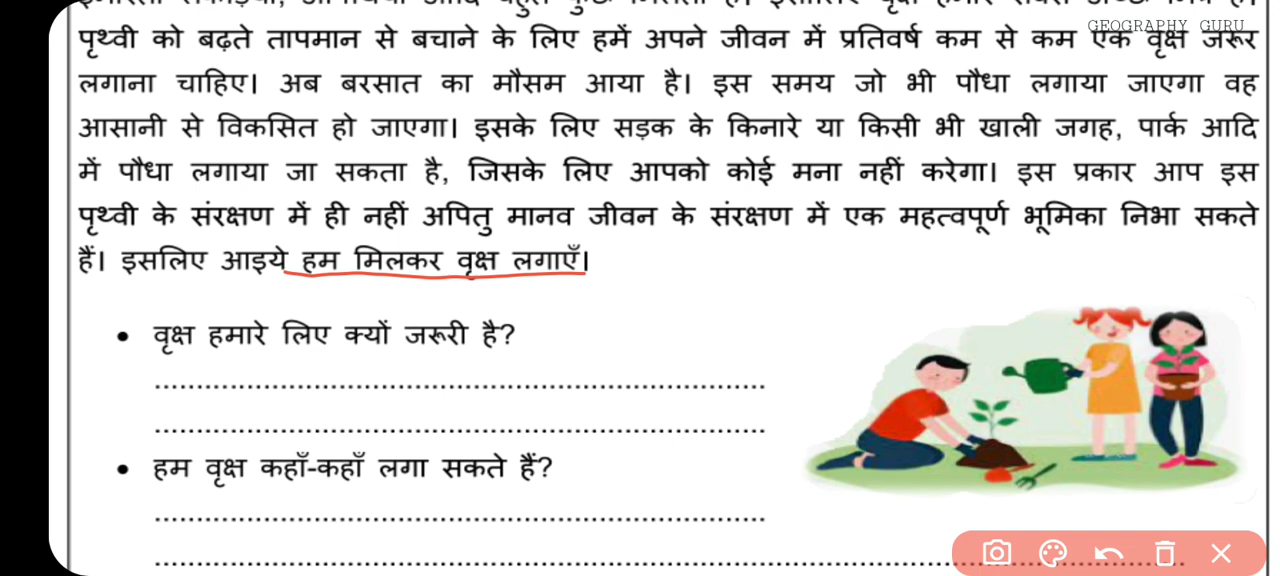 पृथ्वी को बढ़ते तापमान से बचाने के लिए हमें अपने जीवन में प्रतिवर्ष कम से कम एक वृक्ष जरूर
GEOGRAPHY GURU
लगाना चाहिए। अब बरसात का मौसम आया है। इस समय जो भी पौधा लगाया जाएगा वह
आसानी से विकसित हो जाएगा। इसके लिए सड़क के किनारे या किसी भी खाली जगह, पार्क आदि
में पौधा लगाया जा सकता है, जिसके लिए आपको कोई मना नहीं करेगा। इस प्रकार आप इस
पृथ्वी के संरक्षण में ही नहीं अपितु मानव जीवन के संरक्षण में एक महत्वपूर्ण भूमिका निभा सकते
हैं। इसलिए आइये हम मिलकर वृक्ष लगाएँ।
• वृक्ष हमारे लिए क्यों जरूरी है?
• हम वृक्ष कहाँ-कहाँ लगा सकते हैं?